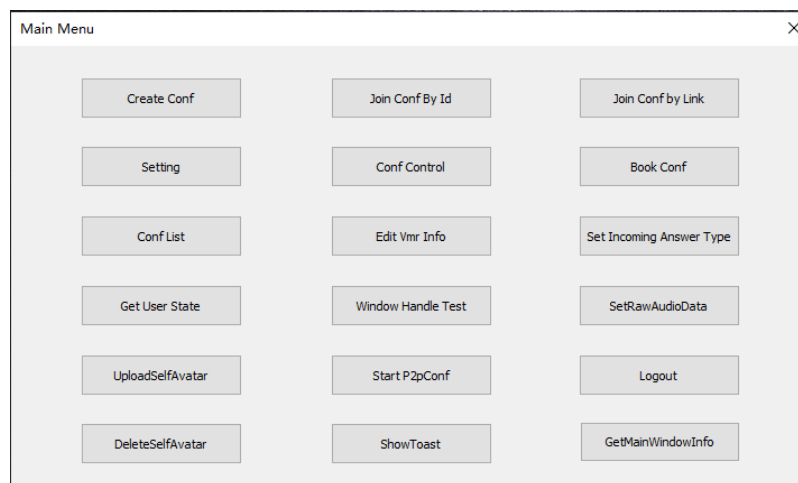 Main Menu
Create Conf
Join Conf By Id
Join Conf by Link
Setting
Conf Control
Book Conf
Conf List
Edit Vmr Info
Set Incoming Answer Type
Get User State
Window Handle Test
SetRawAudioData
UploadSelfAvatar
Start P2pConf
Logout
DeleteSelfAvatar
ShowToast
GetMainWindowInfo